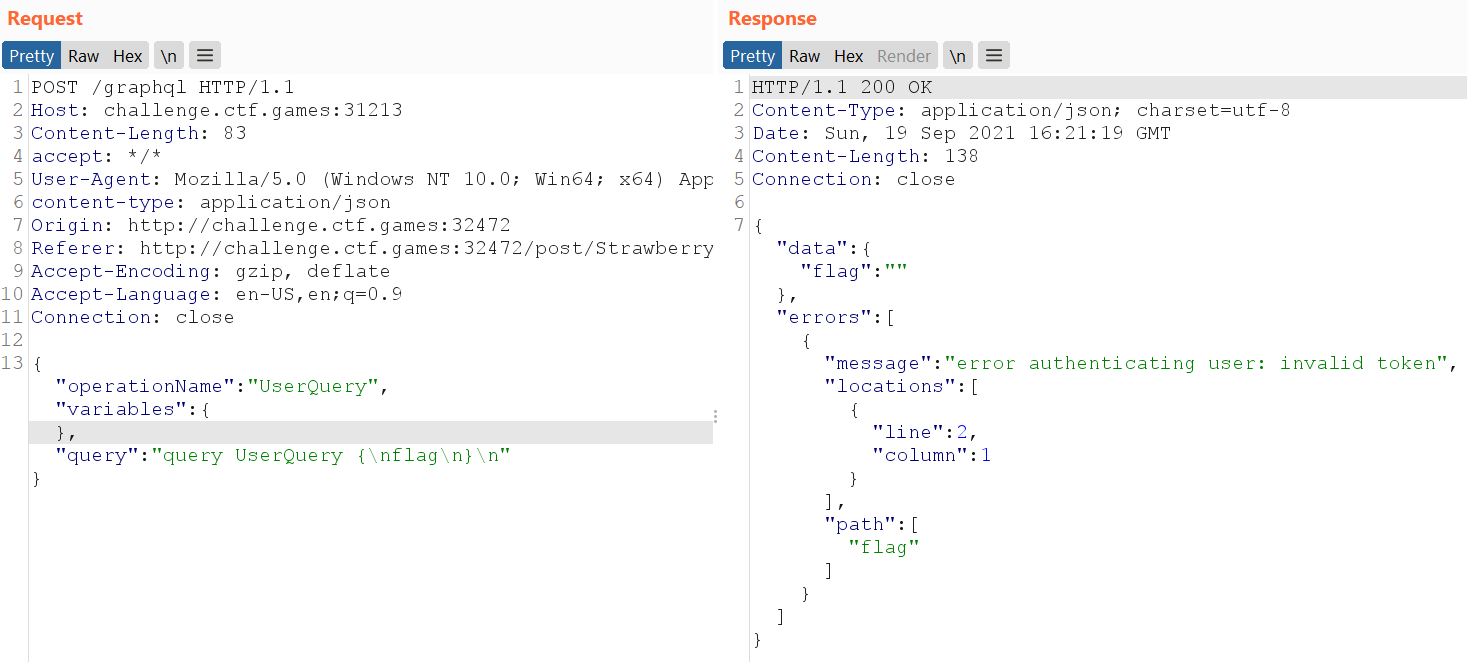 Request
Pretty Raw Hex \n
1 POST /graphql HTTP/1.1
2 Host: challenge.ctf.games:31213
3 Content-Length: 83
4 accept: */*
5 User-Agent: Mozilla/5.0 (Windows NT 10.0; Win64; x64) App
6 content-type: application/json
7 Origin: http://challenge.ctf.games:32472
8 Referer: http://challenge.ctf.games:32472/post/Strawberry
9 Accept-Encoding: gzip, deflate
10 Accept-Language: en-US,en;q=0.9
11 Connection: close
12
13 {
"operationName":"UserQuery",
"variables":{
},
"query":"query UserQuery {\nflag\n}\n"
}
Response
Pretty Raw Hex Render \n
1 HTTP/1.1 200 OK
2 Content-Type: application/json; charset=utf-8
3 Date: Sun, 19 Sep 2021 16:21:19 GMT
4 Content-Length: 138
5 Connection: close
6
7 {
"data":{
"flag":""
},
"errors":[
{
"message":"error authenticating user: invalid token",
"locations":[
{
"line":2,
"column":1
}
],
"path":[
"flag"
]
}
]
}